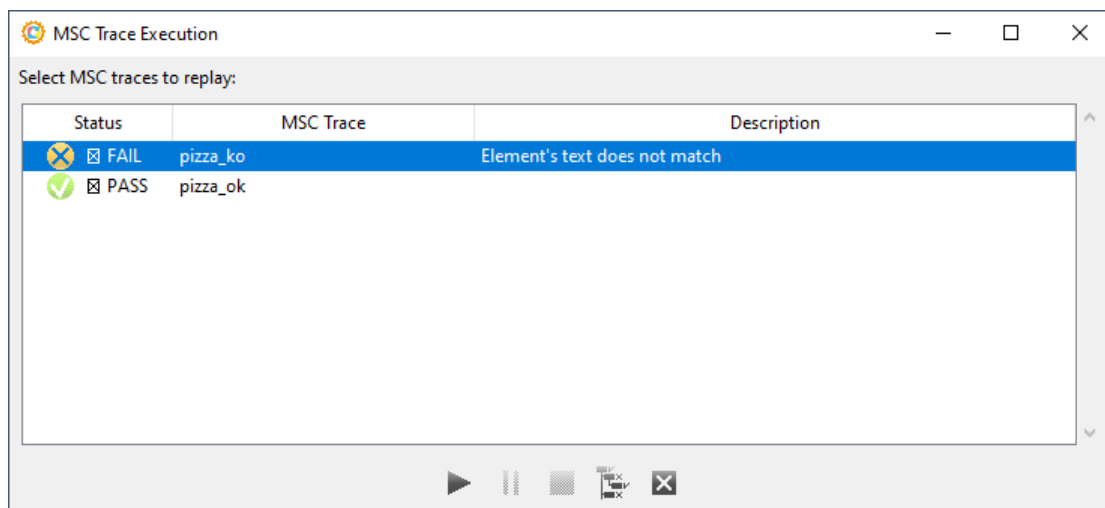 MSC Trace Execution
Select MSC traces to replay:
Status MSC Trace Description
FAIL pizza_ko Element's text does not match
PASS pizza_ok